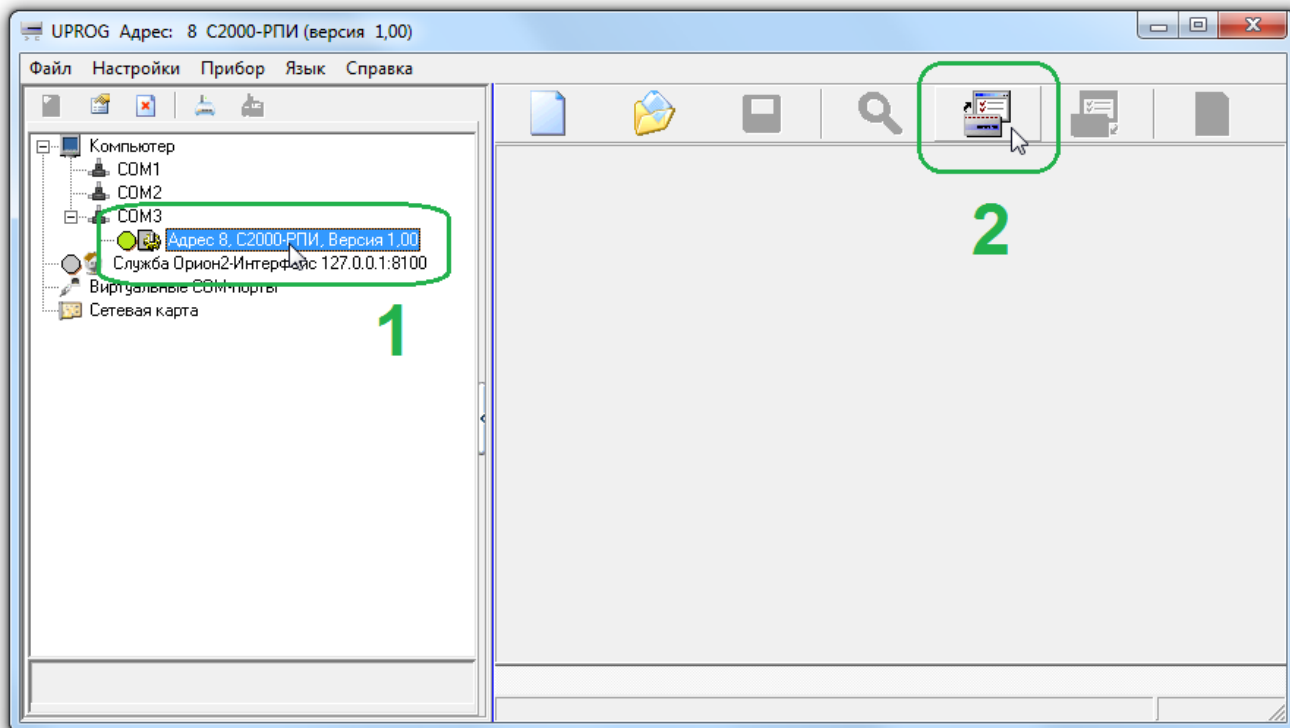 UPROG Адрес: 8 С2000-РПИ (версия 1,00)
Файл Настройки Прибор Язык Справка
Компьютер
COM1
COM2
COM3
Адрес 8, С2000-РПИ, Версия 1,00
Служба Орион2-Интерфейс 127.0.0.1:8100
Виртуальные COM-порты
Сетевая карта
1
2